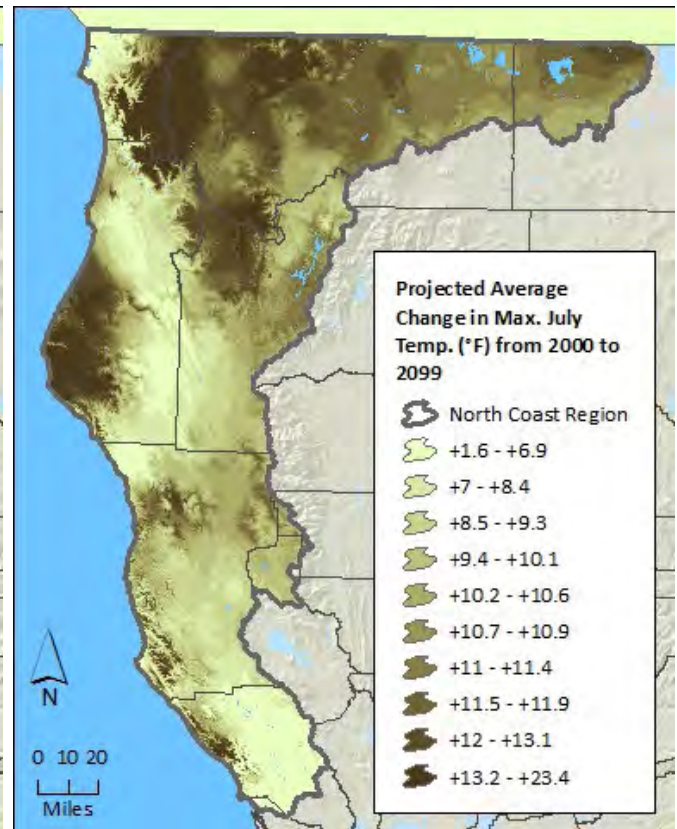 Projected Average
Change in Max. July
Temp. (°F) from 2000 to
2099
North Coast Region
+1.6 - +6.9
+7 - +8.4
+8.5 - +9.3
+9.4 - +10.1
+10.2 - +10.6
+10.7 - +10.9
+11 - +11.4
+11.5 - +11.9
+12 - +13.1
+13.2 - +23.4
N
0 10 20
Miles